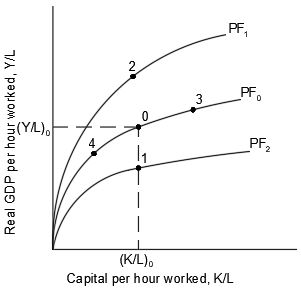 Real GDP per hour worked, Y/L
PF1
2
3
PF0
0
(Y/L)0
4
PF2
1
(K/L)0
Capital per hour worked, K/L